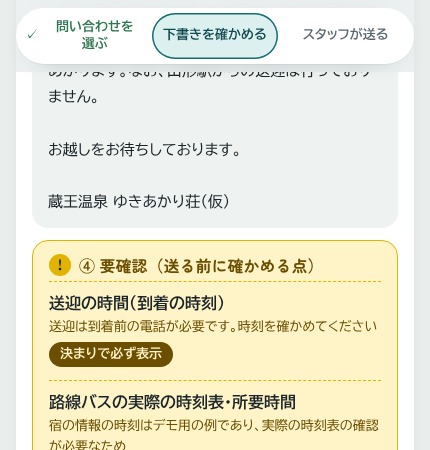 ✓ 問い合わせを
選ぶ
下書きを確かめる
スタッフが送る
ません。
お越しをお待ちしております。
蔵王温泉 ゆきあかり荘（仮）
! ④ 要確認（送る前に確かめる点）
送迎の時間（到着の時刻）
送迎は到着前の電話が必要です。時刻を確かめてください
決まりで必ず表示
路線バスの実際の時刻表・所要時間
宿の情報の時刻はデモ用の例であり、実際の時刻表の確認
が必要なため